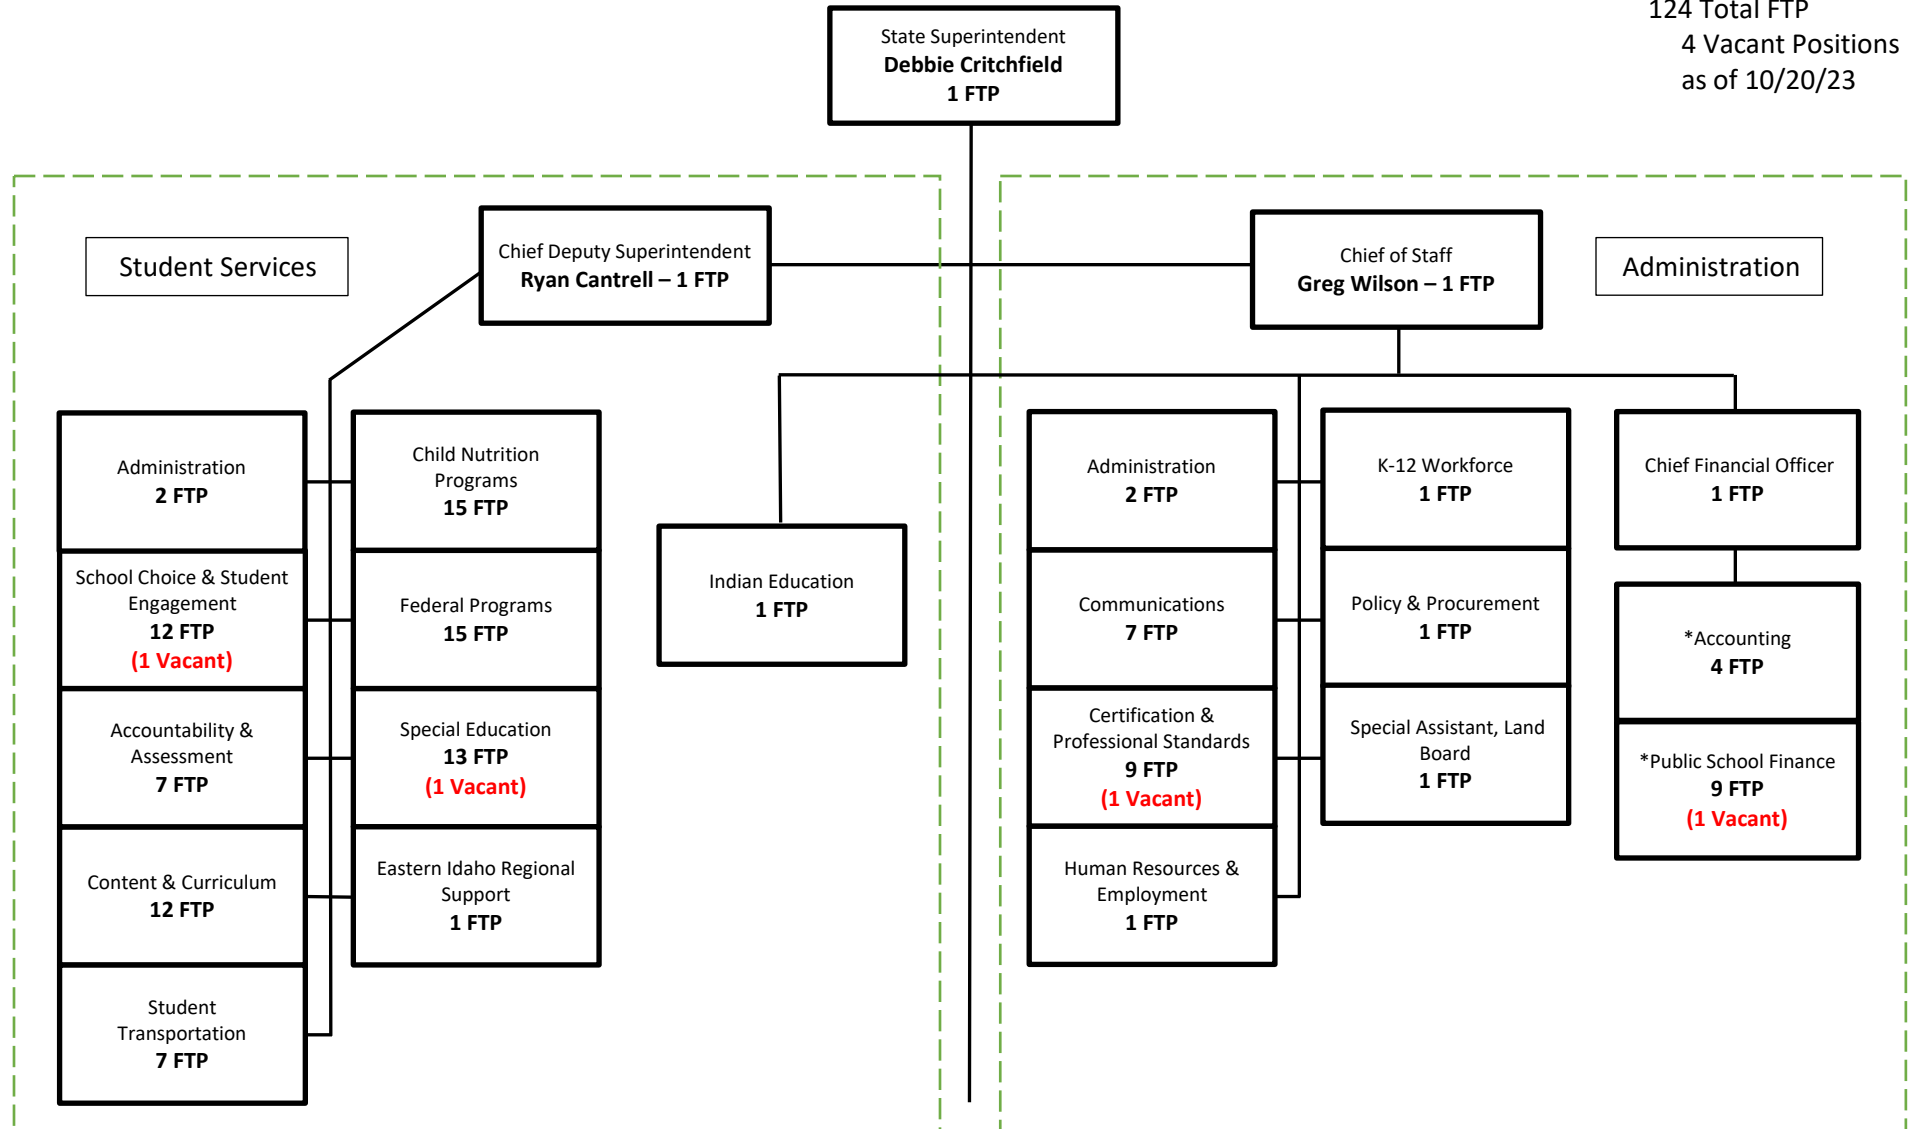 124 Total FTP
4 Vacant Positions
as of 10/20/23
State Superintendent
Debbie Critchfield
1 FTP
Student Services
Chief Deputy Superintendent
Ryan Cantrell – 1 FTP
Chief of Staff
Greg Wilson – 1 FTP
Administration
Administration
2 FTP
School Choice & Student
Engagement
12 FTP
(1 Vacant)
Accountability &
Assessment
7 FTP
Content & Curriculum
12 FTP
Student
Transportation
7 FTP
Child Nutrition
Programs
15 FTP
Federal Programs
15 FTP
Special Education
13 FTP
(1 Vacant)
Eastern Idaho Regional
Support
1 FTP
Indian Education
1 FTP
Administration
2 FTP
Communications
7 FTP
Certification &
Professional Standards
9 FTP
(1 Vacant)
Human Resources &
Employment
1 FTP
K-12 Workforce
1 FTP
Policy & Procurement
1 FTP
Special Assistant, Land
Board
1 FTP
Chief Financial Officer
1 FTP
*Accounting
4 FTP
*Public School Finance
9 FTP
(1 Vacant)